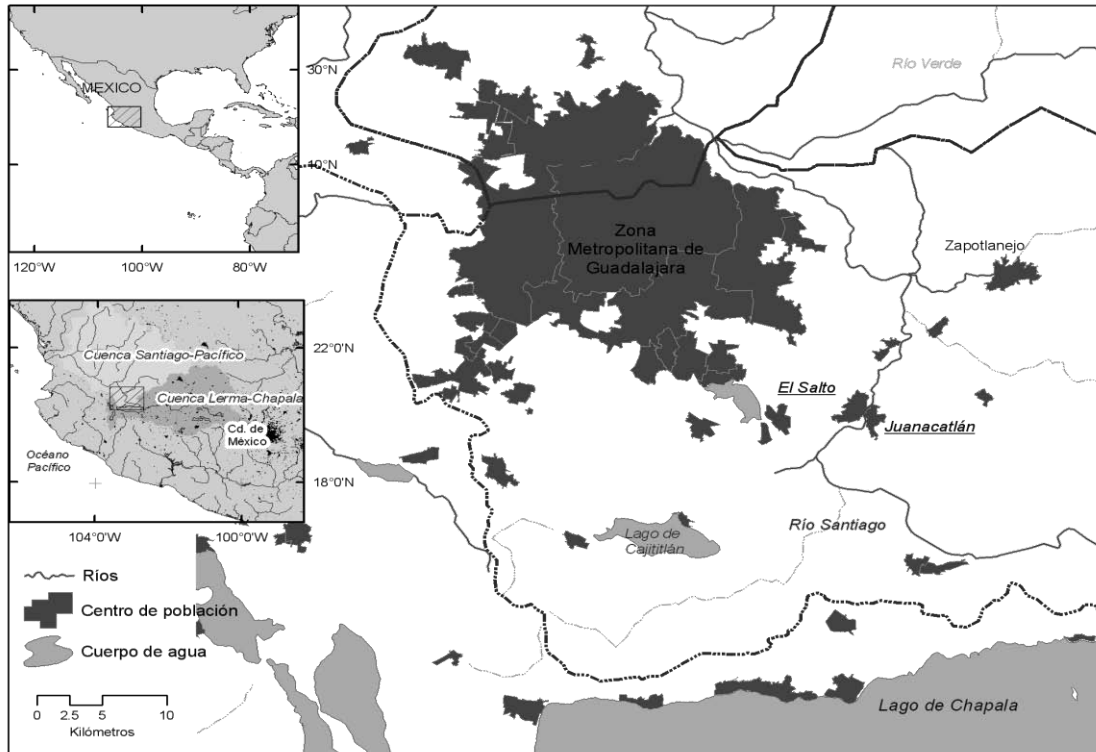 MEXICO
30°N
10°N
120°W
100°W
80°W
Río Verde
Zona
Metropolitana de
Guadalajara
Zapotlanejo
22°0'N
Cuenca Santiago-Pacífico
Cuenca Lerma-Chapala
Cd. de
México
Océano
Pacífico
18°0'N
104°0'W
100°0'W
El Salto
Juanacatlán
Río Santiago
Lago de
Cajititlán
Ríos
Centro de población
Cuerpo de agua
0
2.5
5
10
Kilómetros
Lago de Chapala